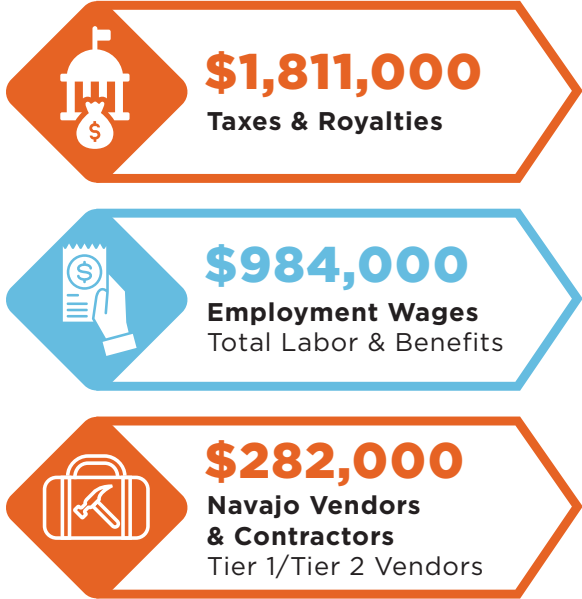 $1,811,000
Taxes & Royalties
$
$984,000
Employment Wages
Total Labor & Benefits
$
$282,000
Navajo Vendors
& Contractors
Tier 1/Tier 2 Vendors